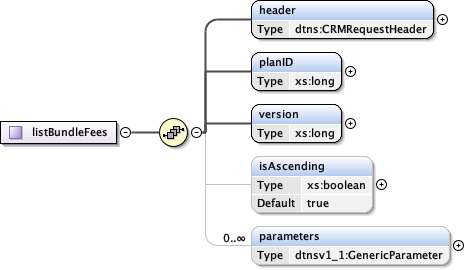 header
Type dtns:CRMRequestHeader
planID
Type xs:long
version
Type xs:long
listBundleFees
isAscending
Type xs:boolean
Default true
0..∞
parameters
Type dtnsv1_1:GenericParameter